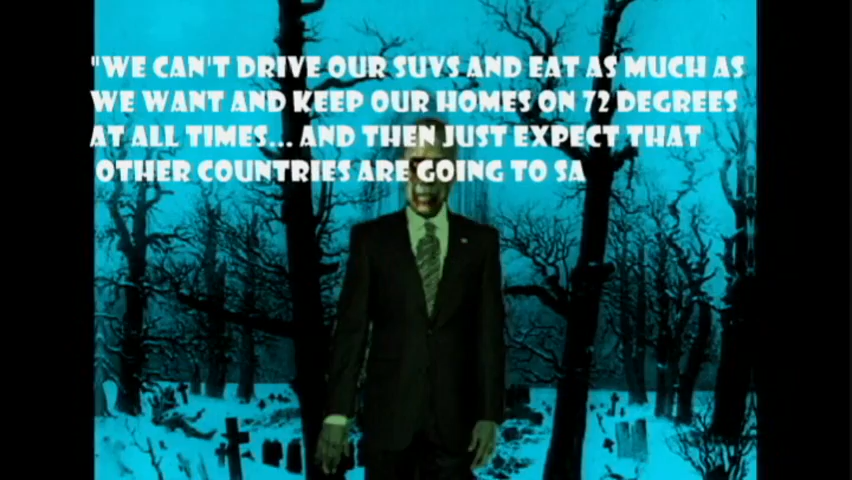 "WE CAN'T DRIVE OUR SUVS AND EAT AS MUCH AS
WE WANT AND KEEP OUR HOMES ON 72 DEGREES
AT ALL TIMES... AND THEN JUST EXPECT THAT
OTHER COUNTRIES ARE GOING TO SA